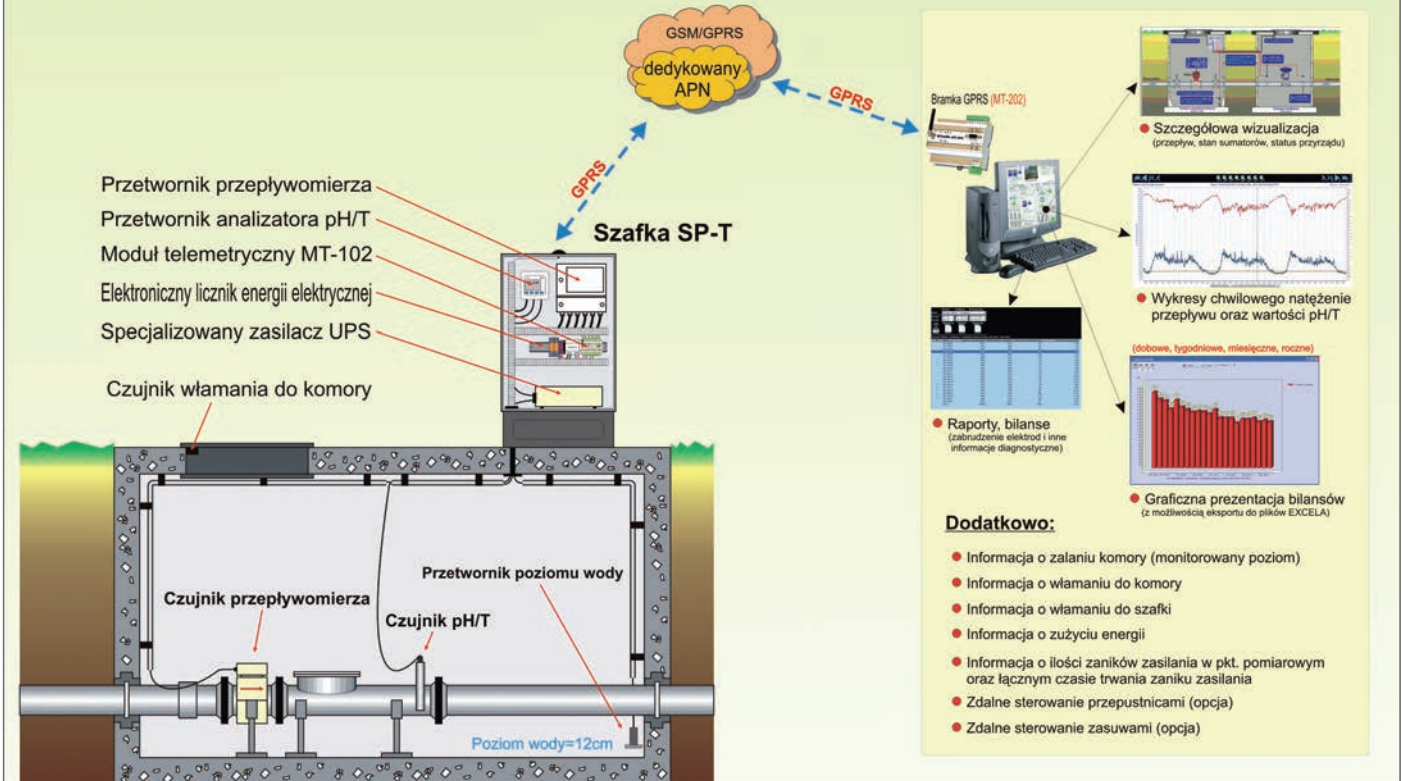 GSM/GPRS
dedykowany
APN
GPRS
GPRS
Bramka GPRS (MT-202)
Szczegółowa wizualizacja
(przepływ, stan sumatorów, status przyrządu)
Przetwornik przepływomierza
Przetwornik analizatora pH/T
Moduł telemetryczny MT-102
Elektroniczny licznik energii elektrycznej
Specjalizowany zasilacz UPS
Czujnik włamania do komory
Szafka SP-T
Wykresy chwilowego natężenie
przepływu oraz wartości pH/T
(dobowe, tygodniowe, miesięczne, roczne)
Raporty, bilanse
(zabrudzenie elektrod i inne
informacje diagnostyczne)
Graficzna prezentacja bilansów
(z możliwością eksportu do plików EXCELA)
Przetwornik poziomu wody
Czujnik przepływomierza
Czujnik pH/T
Poziom wody=12cm
Dodatkowo:
Informacja o zalaniu komory (monitorowany poziom)
Informacja o włamaniu do komory
Informacja o włamaniu do szafki
Informacja o zużyciu energii
Informacja o ilości zaników zasilania w pkt. pomiarowym
oraz łącznym czasie trwania zaniku zasilania
Zdalne sterowanie przepustnicami (opcja)
Zdalne sterowanie zasuwami (opcja)